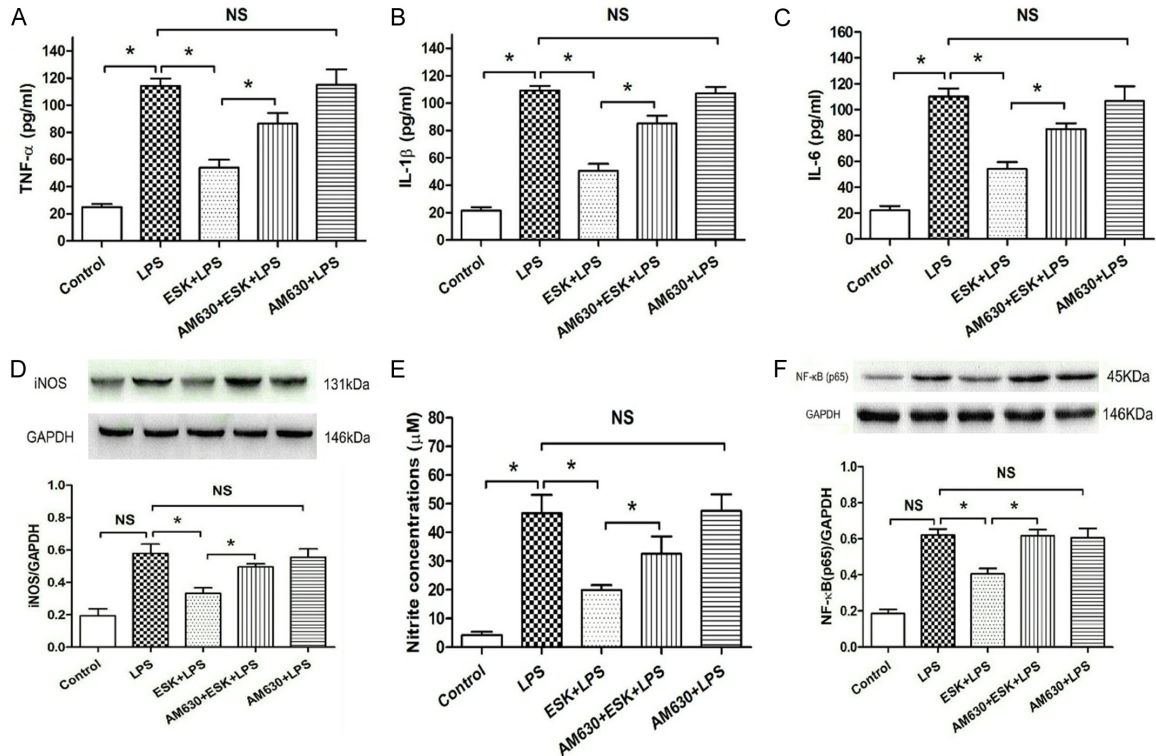 A
NS
*
*
*
TNF-α (pg/ml)
140
120
100
80
60
40
20
0
Control
LPS
ESK+LPS
AM630+ESK+LPS
AM630+LPS
B
NS
*
*
*
IL-1β (pg/ml)
140
120
100
80
60
40
20
0
Control
LPS
ESK+LPS
AM630+ESK+LPS
AM630+LPS
C
NS
*
*
*
IL-6 (pg/ml)
160
140
120
100
80
60
40
20
0
Control
LPS
ESK+LPS
AM630+ESK+LPS
AM630+LPS
D
iNOS
131kDa
GAPDH
146kDa
NS
NS
*
*
iNOS/GAPDH
1.0
0.8
0.6
0.4
0.2
0.0
Control
LPS
ESK+LPS
AM630+ESK+LPS
AM630+LPS
E
NS
*
*
*
Nitrite concentrations (μM)
80
70
60
50
40
30
20
10
0
Control
LPS
ESK+LPS
AM630+ESK+LPS
AM630+LPS
F
NF-κB (p65)
45KDa
GAPDH
146KDa
NS
NS
*
*
NF-κB(p65)/GAPDH
1.0
0.8
0.6
0.4
0.2
0.0
Control
LPS
ESK+LPS
AM630+ESK+LPS
AM630+LPS